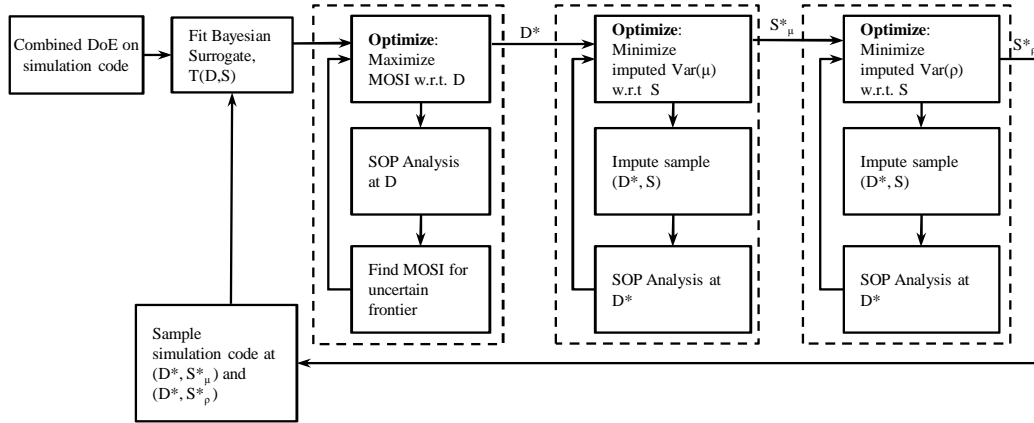 Combined DoE on
simulation code
Fit Bayesian
Surrogate,
T(D,S)
Optimize:
Maximize
MOSI w.r.t. D
SOP Analysis
at D
Find MOSI for
uncertain
frontier
D*
Optimize:
Minimize
imputed Var(μ)
w.r.t S
Impute sample
(D*, S)
SOP Analysis at
D*
S*μ
Optimize:
Minimize
imputed Var(ρ)
w.r.t. S
Impute sample
(D*, S)
SOP Analysis at
D*
S*ρ
Sample
simulation code at
(D*, S*μ) and
(D*, S*ρ)